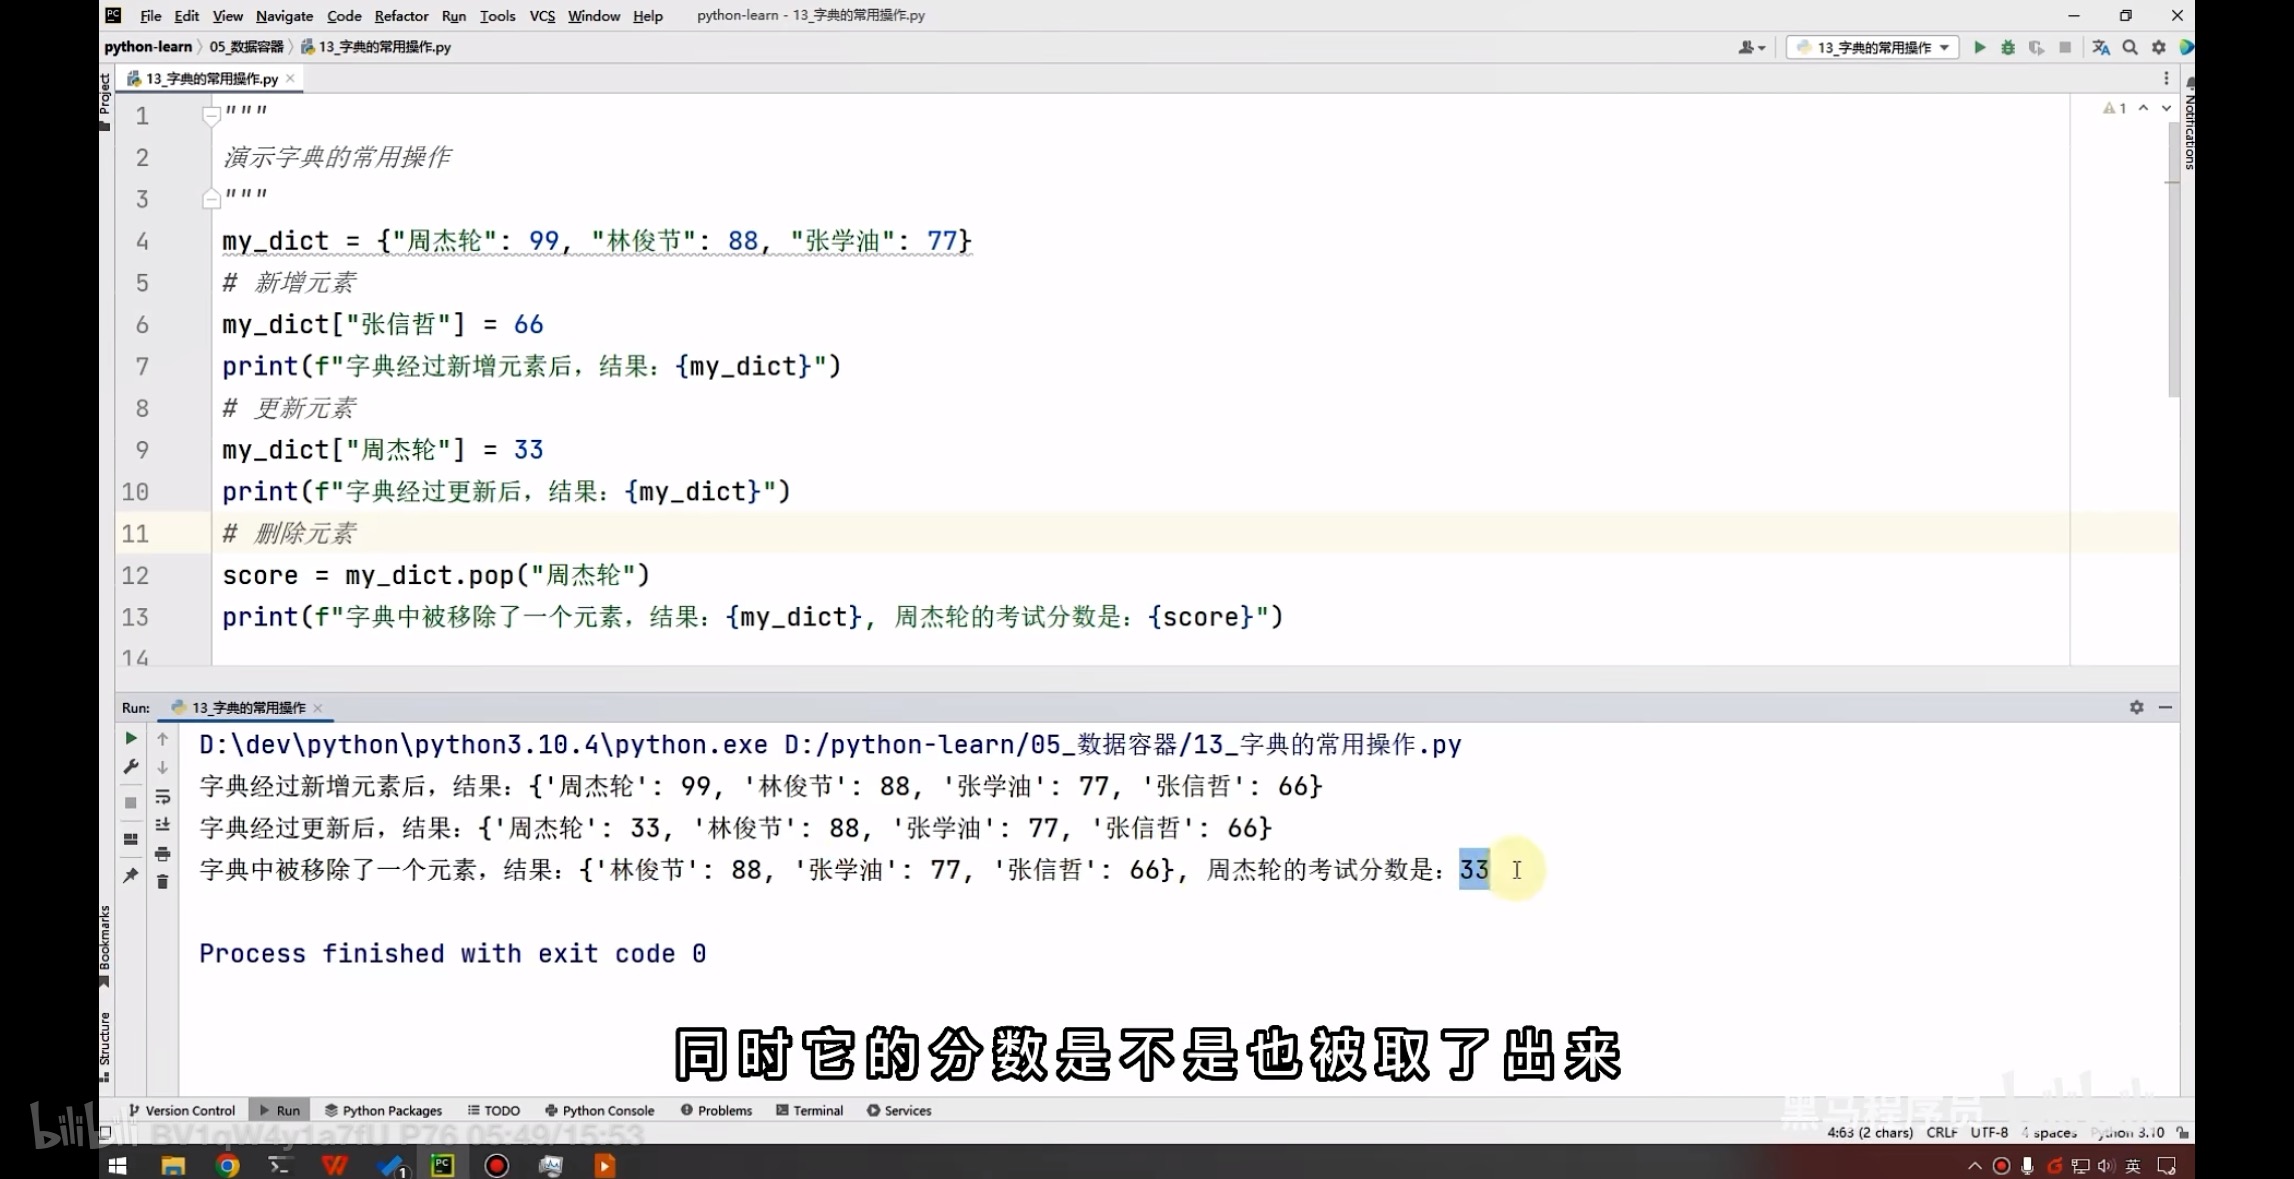 File Edit View Navigate Code Refactor Run Tools VCS Window Help python-learn - 13_字典的常用操作.py
python-learn 05_数据容器 13_字典的常用操作.py 13_字典的常用操作
Project 13_字典的常用操作.py
Notifications
1 """ 1
2 演示字典的常用操作
3 """
4 my_dict = {"周杰轮": 99, "林俊节": 88, "张学油": 77}
5 # 新增元素
6 my_dict["张信哲"] = 66
7 print(f"字典经过新增元素后，结果：{my_dict}")
8 # 更新元素
9 my_dict["周杰轮"] = 33
10 print(f"字典经过更新后，结果：{my_dict}")
11 # 删除元素
12 score = my_dict.pop("周杰轮")
13 print(f"字典中被移除了一个元素，结果：{my_dict}, 周杰轮的考试分数是：{score}")
14
Run: 13_字典的常用操作
D:\dev\python\python3.10.4\python.exe D:/python-learn/05_数据容器/13_字典的常用操作.py
字典经过新增元素后，结果：{'周杰轮': 99, '林俊节': 88, '张学油': 77, '张信哲': 66}
字典经过更新后，结果：{'周杰轮': 33, '林俊节': 88, '张学油': 77, '张信哲': 66}
字典中被移除了一个元素，结果：{'林俊节': 88, '张学油': 77, '张信哲': 66}, 周杰轮的考试分数是：33
Process finished with exit code 0
Bookmarks
Structure
同时它的分数是不是也被取了出来
Version Control Run Python Packages TODO Python Console Problems Terminal Services
黑马程序员
bilibili BV1qW4y1a7fU P76 05:49/15:53
4:63 (2 chars) CRLF UTF-8 4 spaces Python 3.10
英